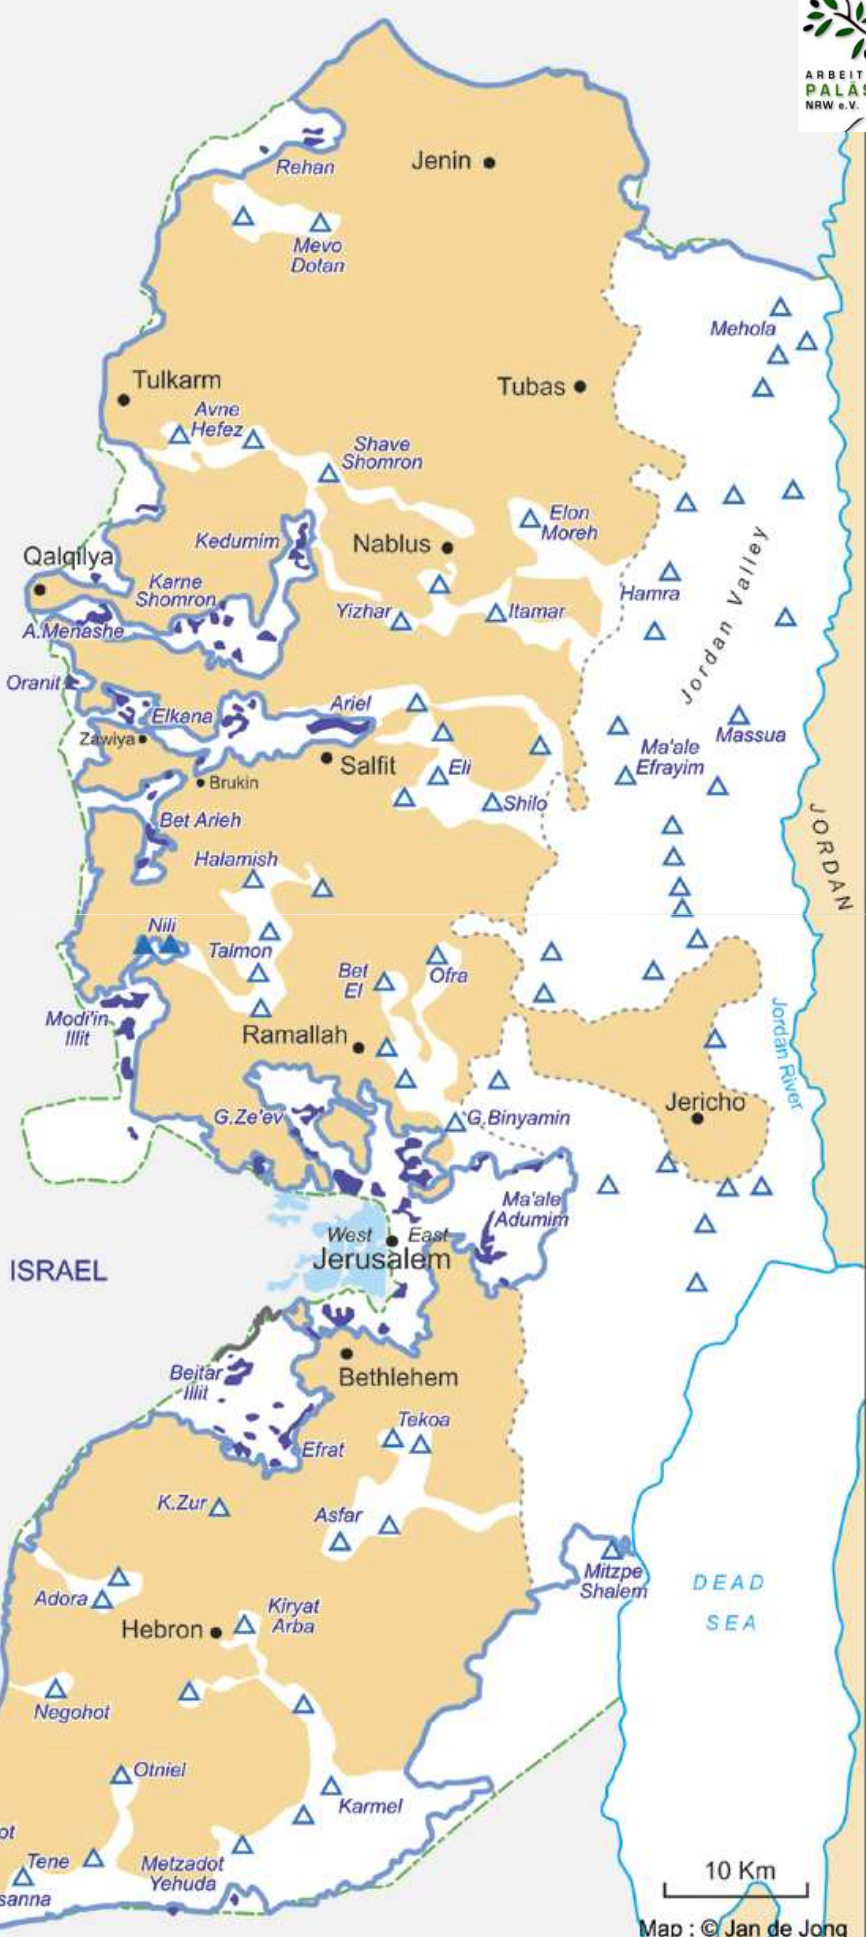 ARBEIT
PALÄS
NRW e.V.
Rehan
Jenin
Mevo
Dotan
Mehola
Tulkarm
Tubas
Avne
Hefez
Shave
Shomron
Elon
Moreh
Kedumim
Nablus
Qalqilya
Karne
Shomron
Hamra
Jordan Valley
A.Menashe
Yizhar
Itamar
Oranit
Elkana
Ariel
Massua
Zawiya
Ma'ale
Efrayim
Salfit
Eli
Brukin
Shilo
Bet Arieh
JORDAN
Halamish
Nili
Talmon
Bet
El
Ofra
Modi'in
Illit
Ramallah
Jordan River
G.Ze'ev
G.Binyamin
Jericho
Ma'ale
Adumim
West
East
Jerusalem
ISRAEL
Beitar
Illit
Bethlehem
Tekoa
Efrat
K.Zur
Asfar
Mitzpe
Shalem
DEAD
SEA
Adora
Kiryat
Arba
Hebron
Negohot
Otniel
Karmel
ot
Tene
Metzadot
Yehuda
sanna
10 Km
Map : © Jan de Jong